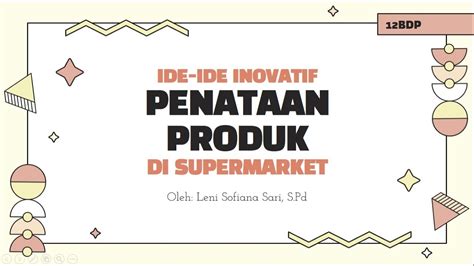 12BDP
IDE-IDE INOVATIF
PENATAAN
PRODUK
DI SUPERMARKET
Oleh: Leni Sofiana Sari, S.Pd